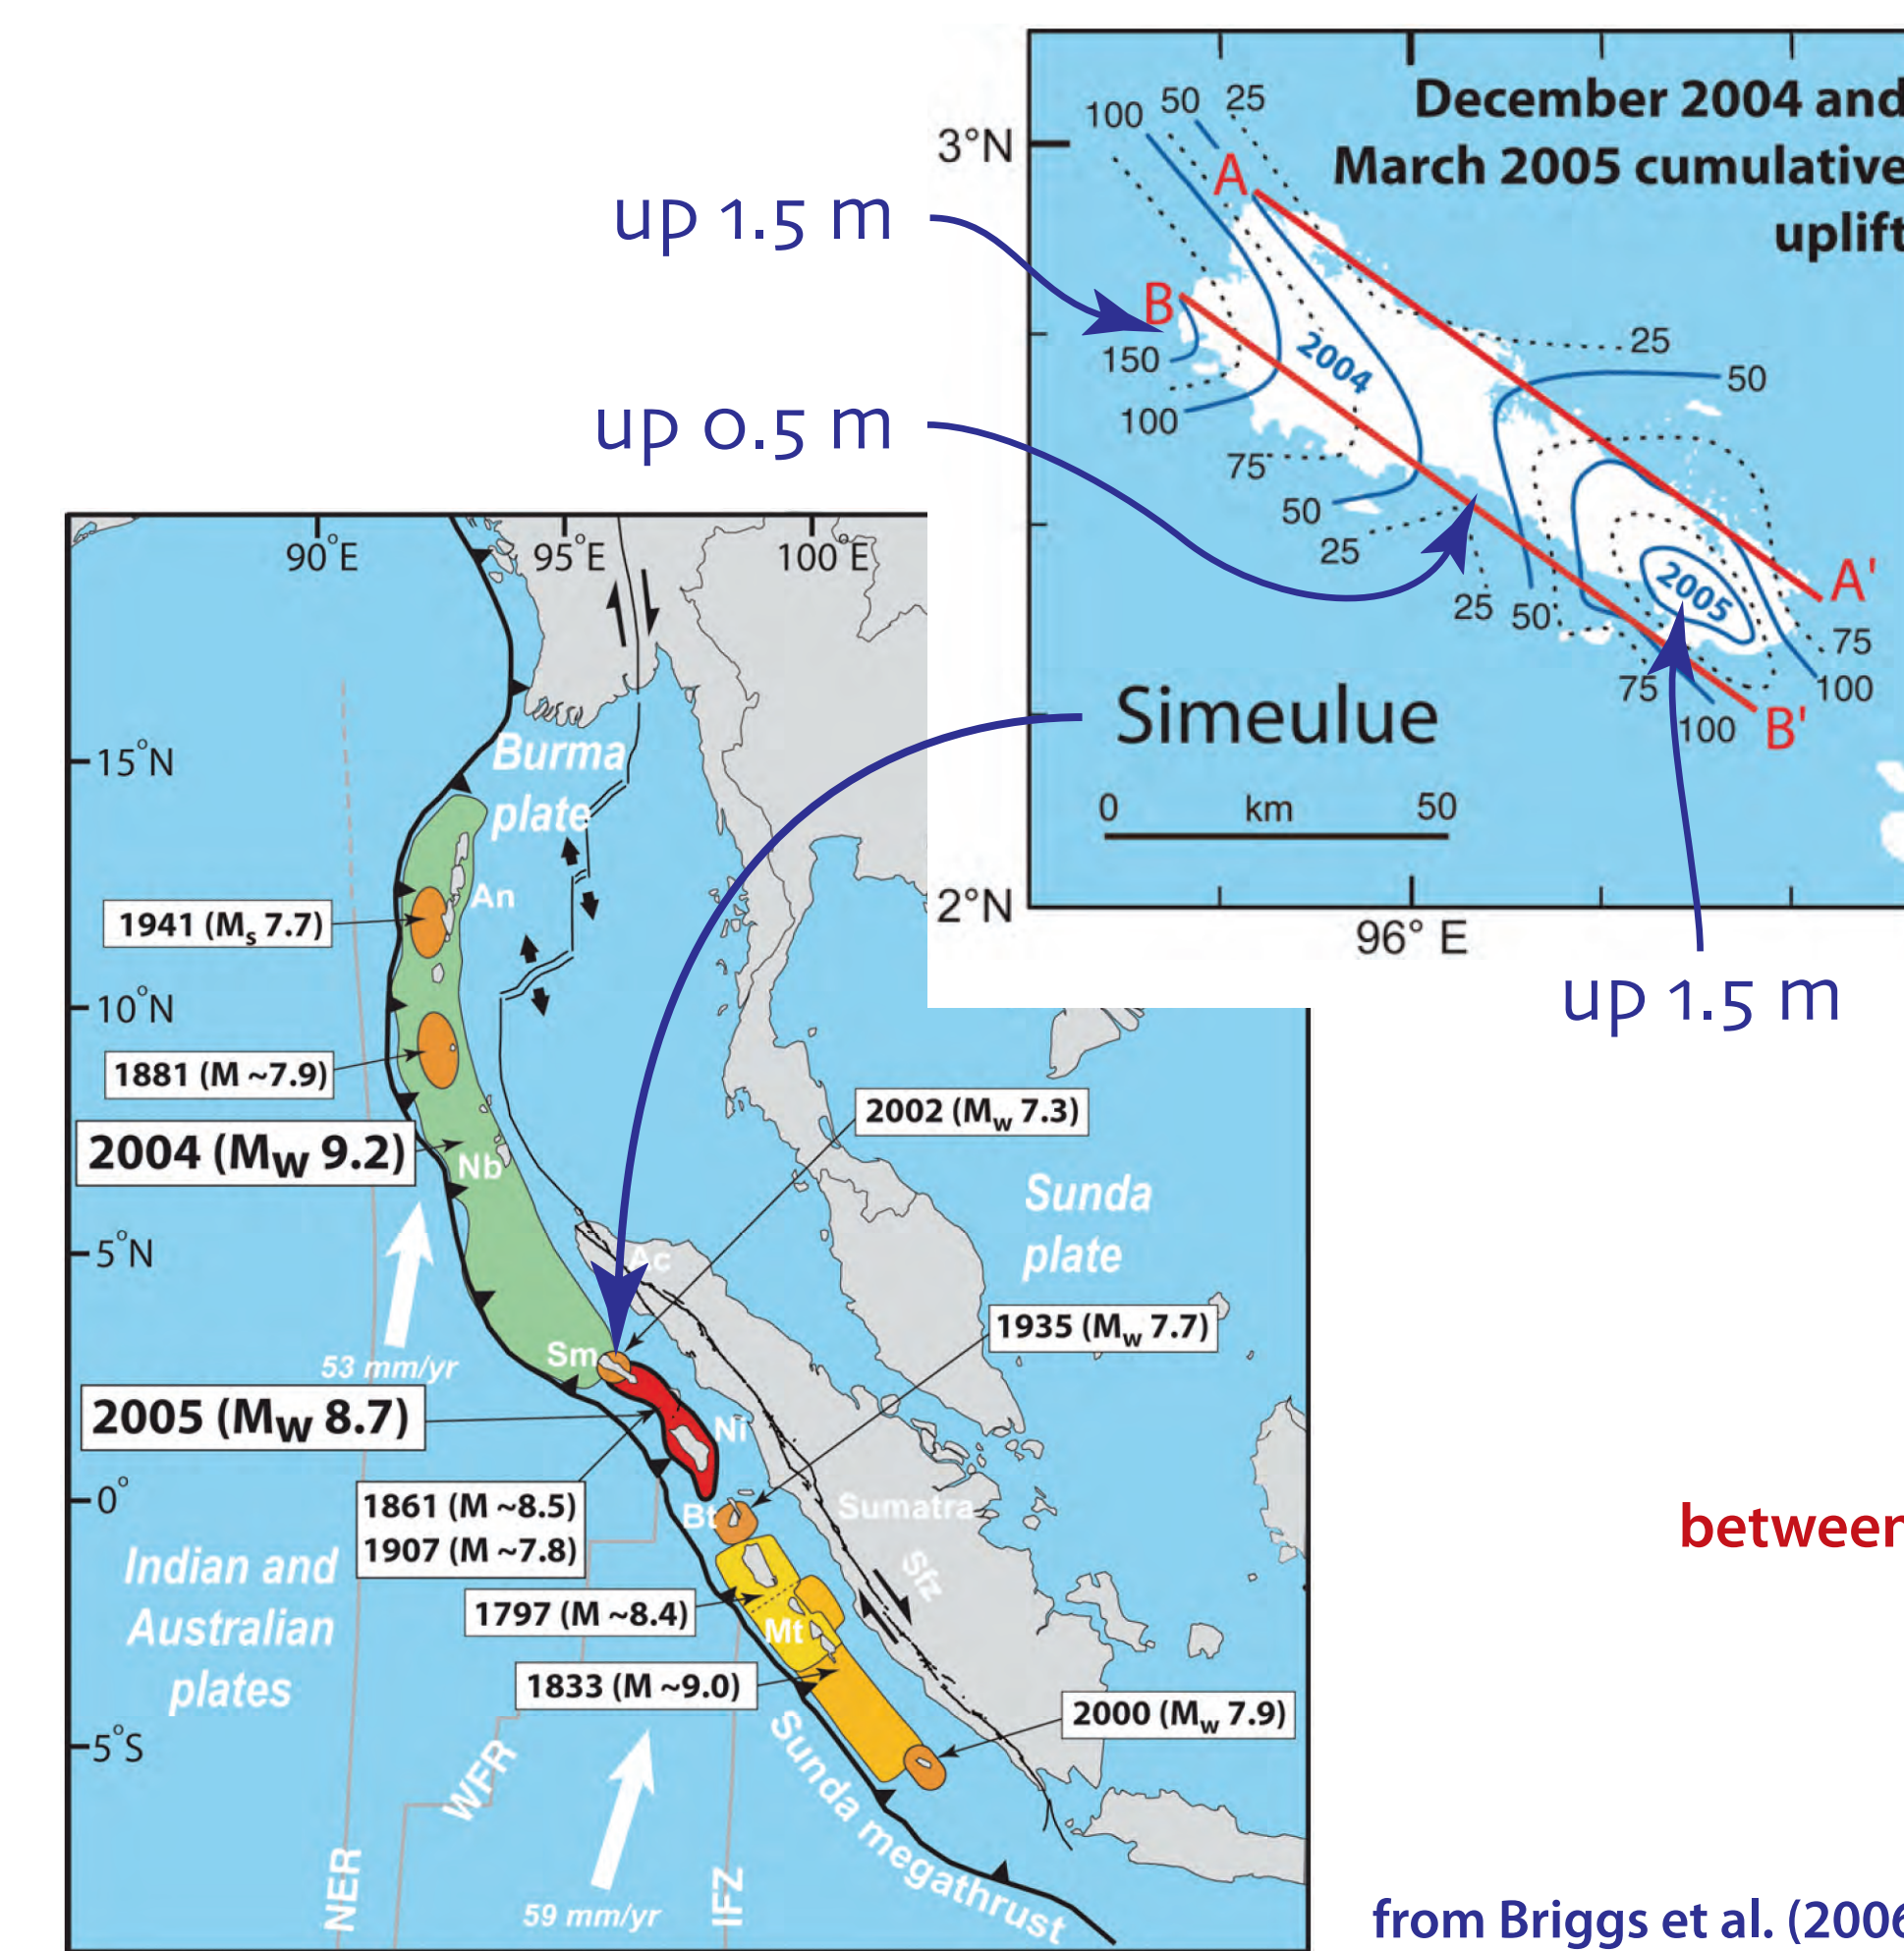 December 2004 and
March 2005 cumulative
uplift
100
50
25
3°N
A
up 1.5 m
B
150
2004
25
50
100
up 0.5 m
75
50
25
25
50
2005
A'
75
75
100
100
B'
Simeulue
0
km
50
2°N
96° E
up 1.5 m
90°E
95°E
100°E
15°N
Burma
plate
An
1941 (Ms 7.7)
10°N
1881 (M ~7.9)
2002 (Mw 7.3)
2004 (Mw 9.2)
Nb
Sunda
plate
5°N
Ac
1935 (Mw 7.7)
Sm
53 mm/yr
2005 (Mw 8.7)
Ni
0°
1861 (M ~8.5)
1907 (M ~7.8)
Bt
Sumatra
between
Indian and
Australian
plates
Sfz
1797 (M ~8.4)
Mt
1833 (M ~9.0)
2000 (Mw 7.9)
5°S
WFR
Sunda megathrust
NER
IFZ
59 mm/yr
from Briggs et al. (2006